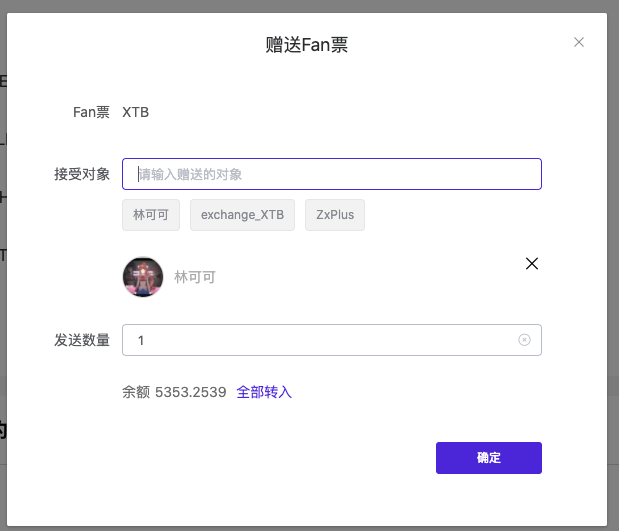 赠送Fan票
Fan票 XTB
接受对象 请输入赠送的对象
林可可 exchange_XTB ZxPlus
林可可
发送数量 1
余额 5353.2539 全部转入
确定